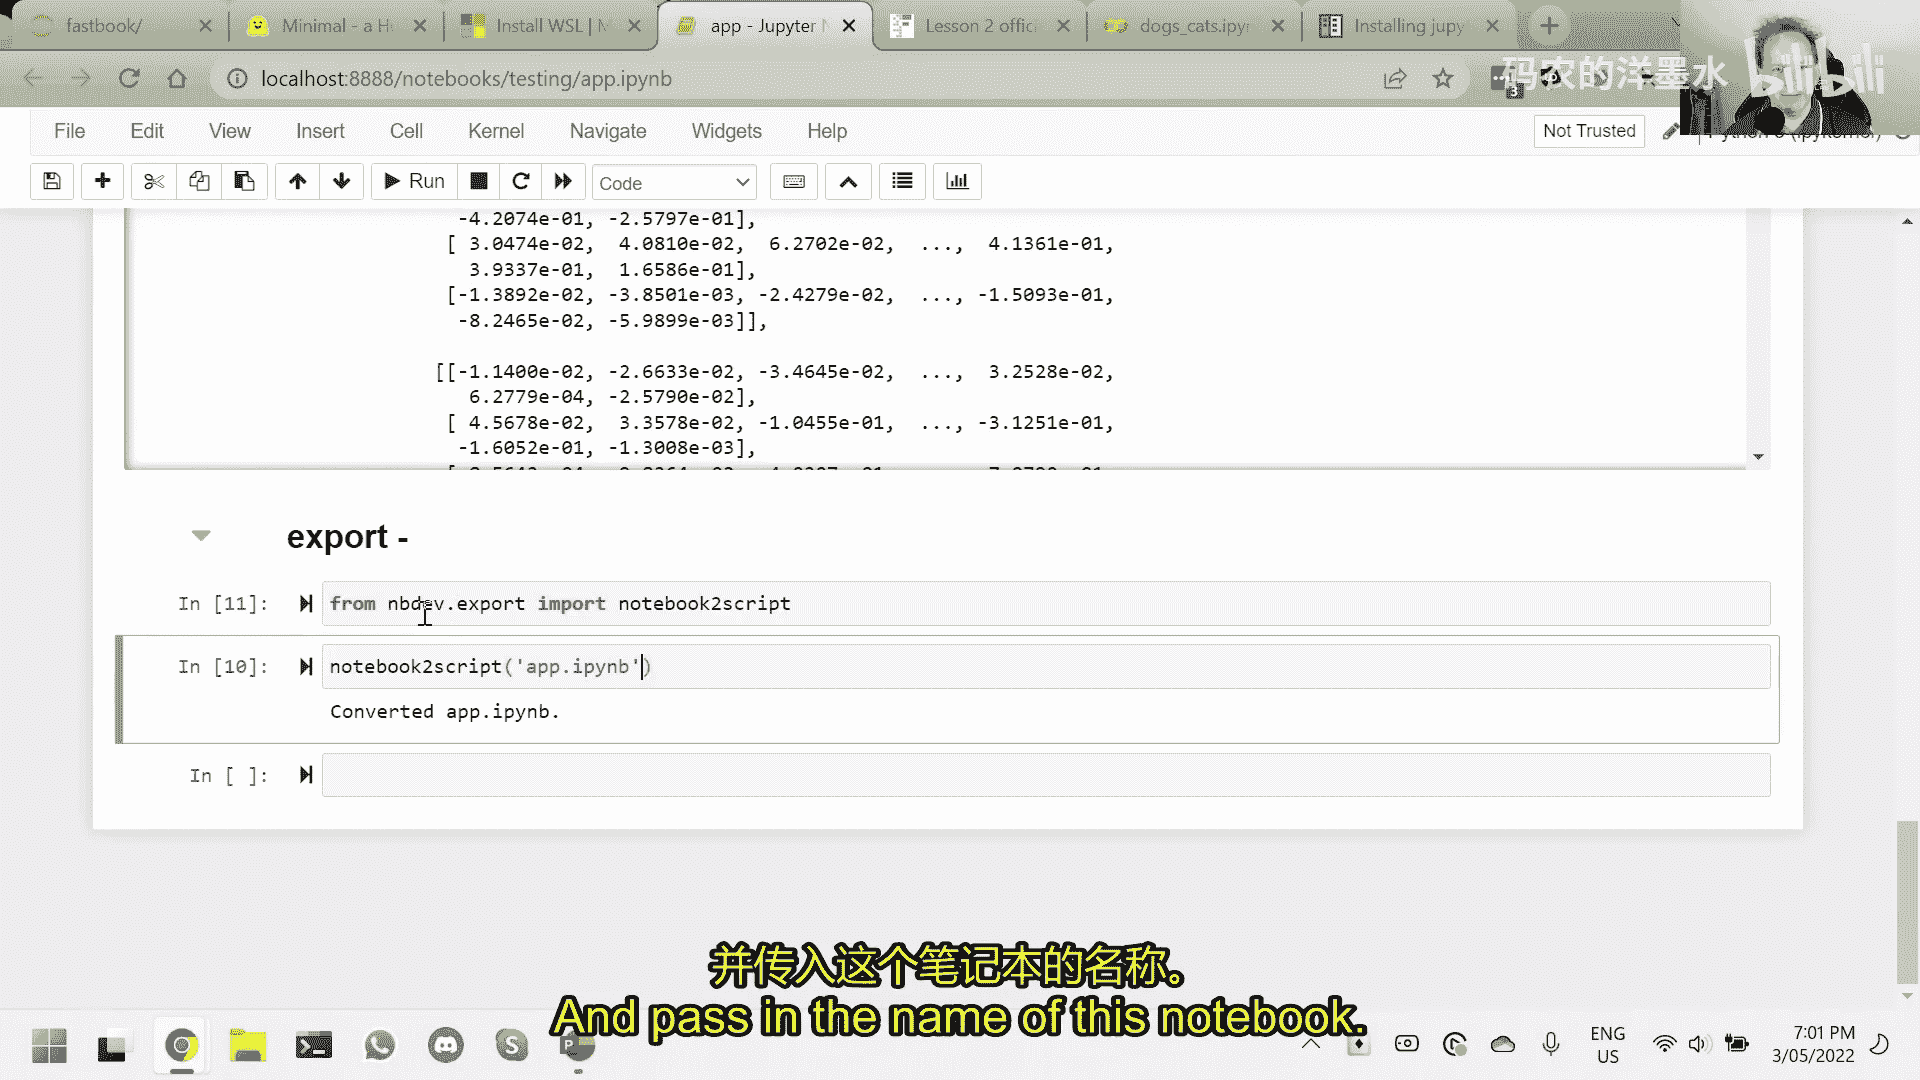 fastbook/
Minimal - a H
Install WSL | M
app - Jupyter N
Lesson 2 offici
dogs_cats.ipyn
Installing jupy
localhost:8888/notebooks/testing/app.ipynb
3
码农的洋墨水
bilibili
File Edit View Insert Cell Kernel Navigate Widgets Help
Not Trusted
Run
Code
-4.2074e-01, -2.5797e-01],
[ 3.0474e-02, 4.0810e-02, 6.2702e-02, ..., 4.1361e-01,
3.9337e-01, 1.6586e-01],
[-1.3892e-02, -3.8501e-03, -2.4279e-02, ..., -1.5093e-01,
-8.2465e-02, -5.9899e-03]],
[[-1.1400e-02, -2.6633e-02, -3.4645e-02, ..., 3.2528e-02,
6.2779e-04, -2.5790e-02],
[ 4.5678e-02, 3.3578e-02, -1.0455e-01, ..., -3.1251e-01,
-1.6052e-01, -1.3008e-03],
export -
In [11]: from nbdev.export import notebook2script
In [10]: notebook2script('app.ipynb')
Converted app.ipynb.
In [ ]:
并传入这个笔记本的名称。
And pass in the name of this notebook.
ENG
US
7:01 PM
3/05/2022